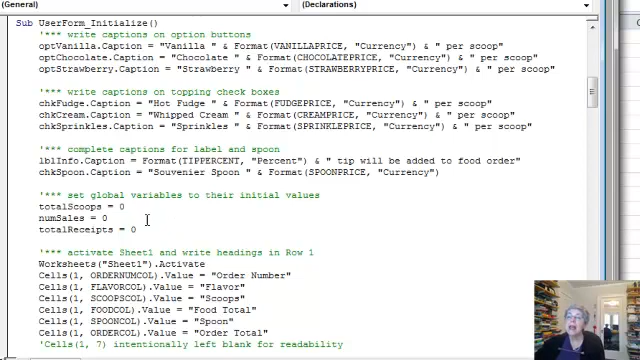 (General)
(Declarations)
Sub UserForm_Initialize()
'*** write captions on option buttons
optVanilla.Caption = "Vanilla " & Format(VANILLAPRICE, "Currency") & " per scoop"
optChocolate.Caption = "Chocolate " & Format(CHOCOLATEPRICE, "Currency") & " per scoop"
optStrawberry.Caption = "Strawberry " & Format(STRAWBERRYPRICE, "Currency") & " per scoop"
'*** write captions on topping check boxes
chkFudge.Caption = "Hot Fudge " & Format(FUDGEPRICE, "Currency") & " per scoop"
chkCream.Caption = "Whipped Cream " & Format(CREAMPRICE, "Currency") & " per scoop"
chkSprinkles.Caption = "Sprinkles " & Format(SPRINKLEPRICE, "Currency") & " per scoop"
'*** complete captions for label and spoon
lblInfo.Caption = Format(TIPPERCENT, "Percent") & " tip will be added to food order"
chkSpoon.Caption = "Souvenier Spoon " & Format(SPOONPRICE, "Currency")
'*** set global variables to their initial values
totalScoops = 0
numSales = 0
totalReceipts = 0
'*** activate Sheet1 and write headings in Row 1
Worksheets("Sheet1").Activate
Cells(1, ORDERNUMCOL).Value = "Order Number"
Cells(1, FLAVORCOL).Value = "Flavor"
Cells(1, SCOOPSCOL).Value = "Scoops"
Cells(1, FOODCOL).Value = "Food Total"
Cells(1, SPOONCOL).Value = "Spoon"
Cells(1, ORDERCOL).Value = "Order Total"
'Cells(1, 7) intentionally left blank for readability